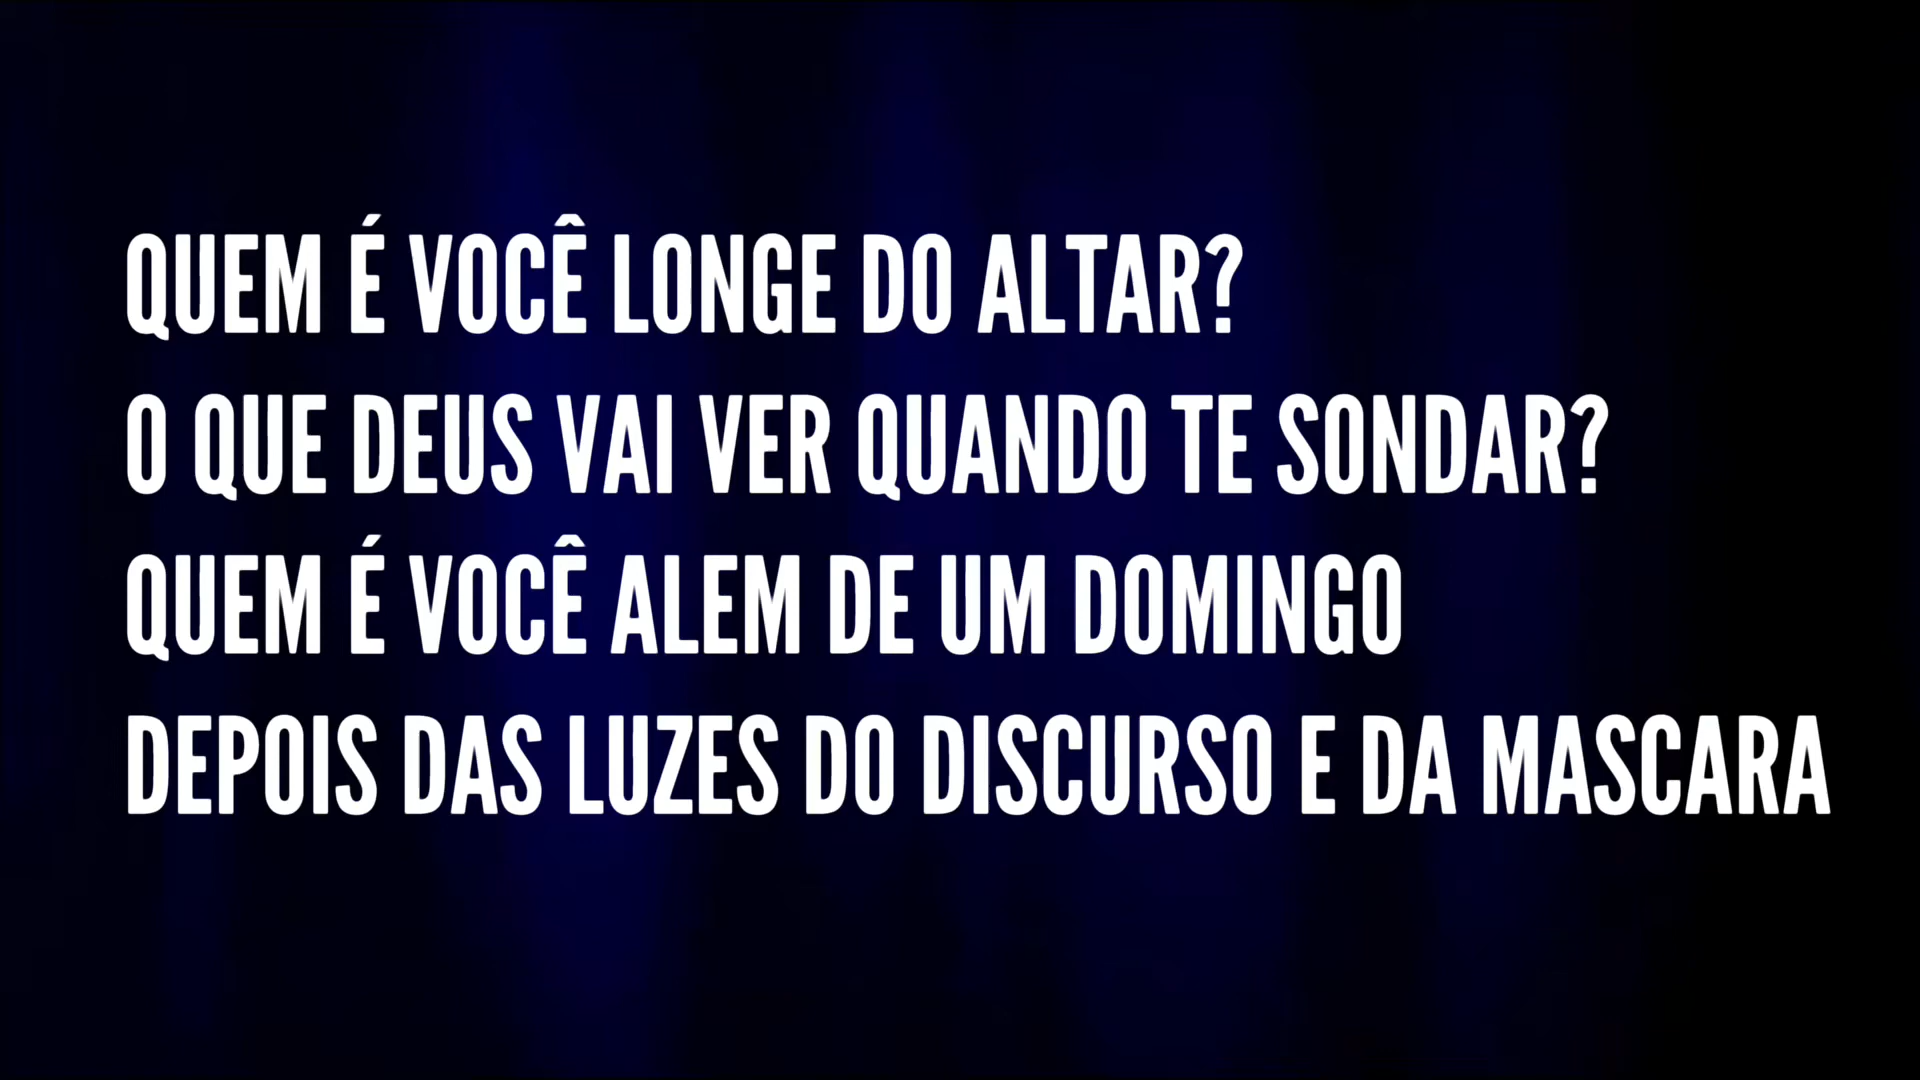 QUEM É VOCÊ LONGE DO ALTAR?
O QUE DEUS VAI VER QUANDO TE SONDAR?
QUEM É VOCÊ ALEM DE UM DOMINGO
DEPOIS DAS LUZES DO DISCURSO E DA MASCARA